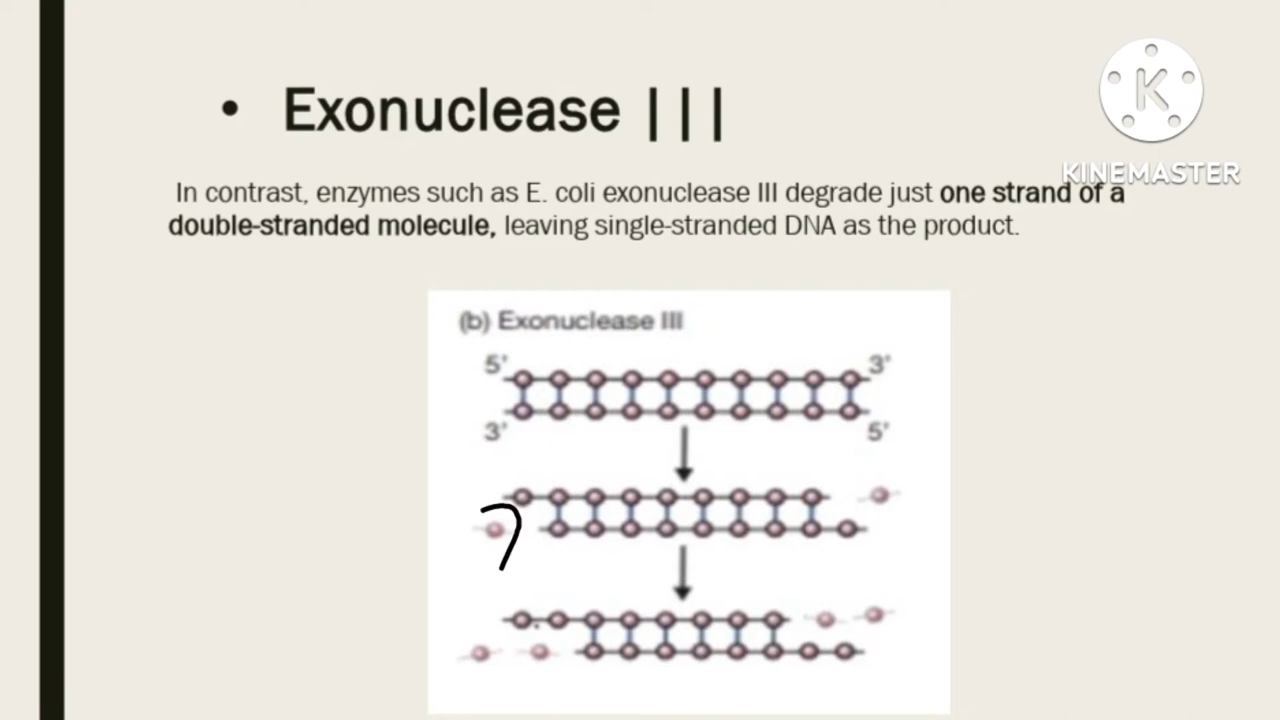 • Exonuclease |||
KINEMASTER
In contrast, enzymes such as E. coli exonuclease III degrade just one strand of a
double-stranded molecule, leaving single-stranded DNA as the product.
(b) Exonuclease III
5' 3'
3' 5'